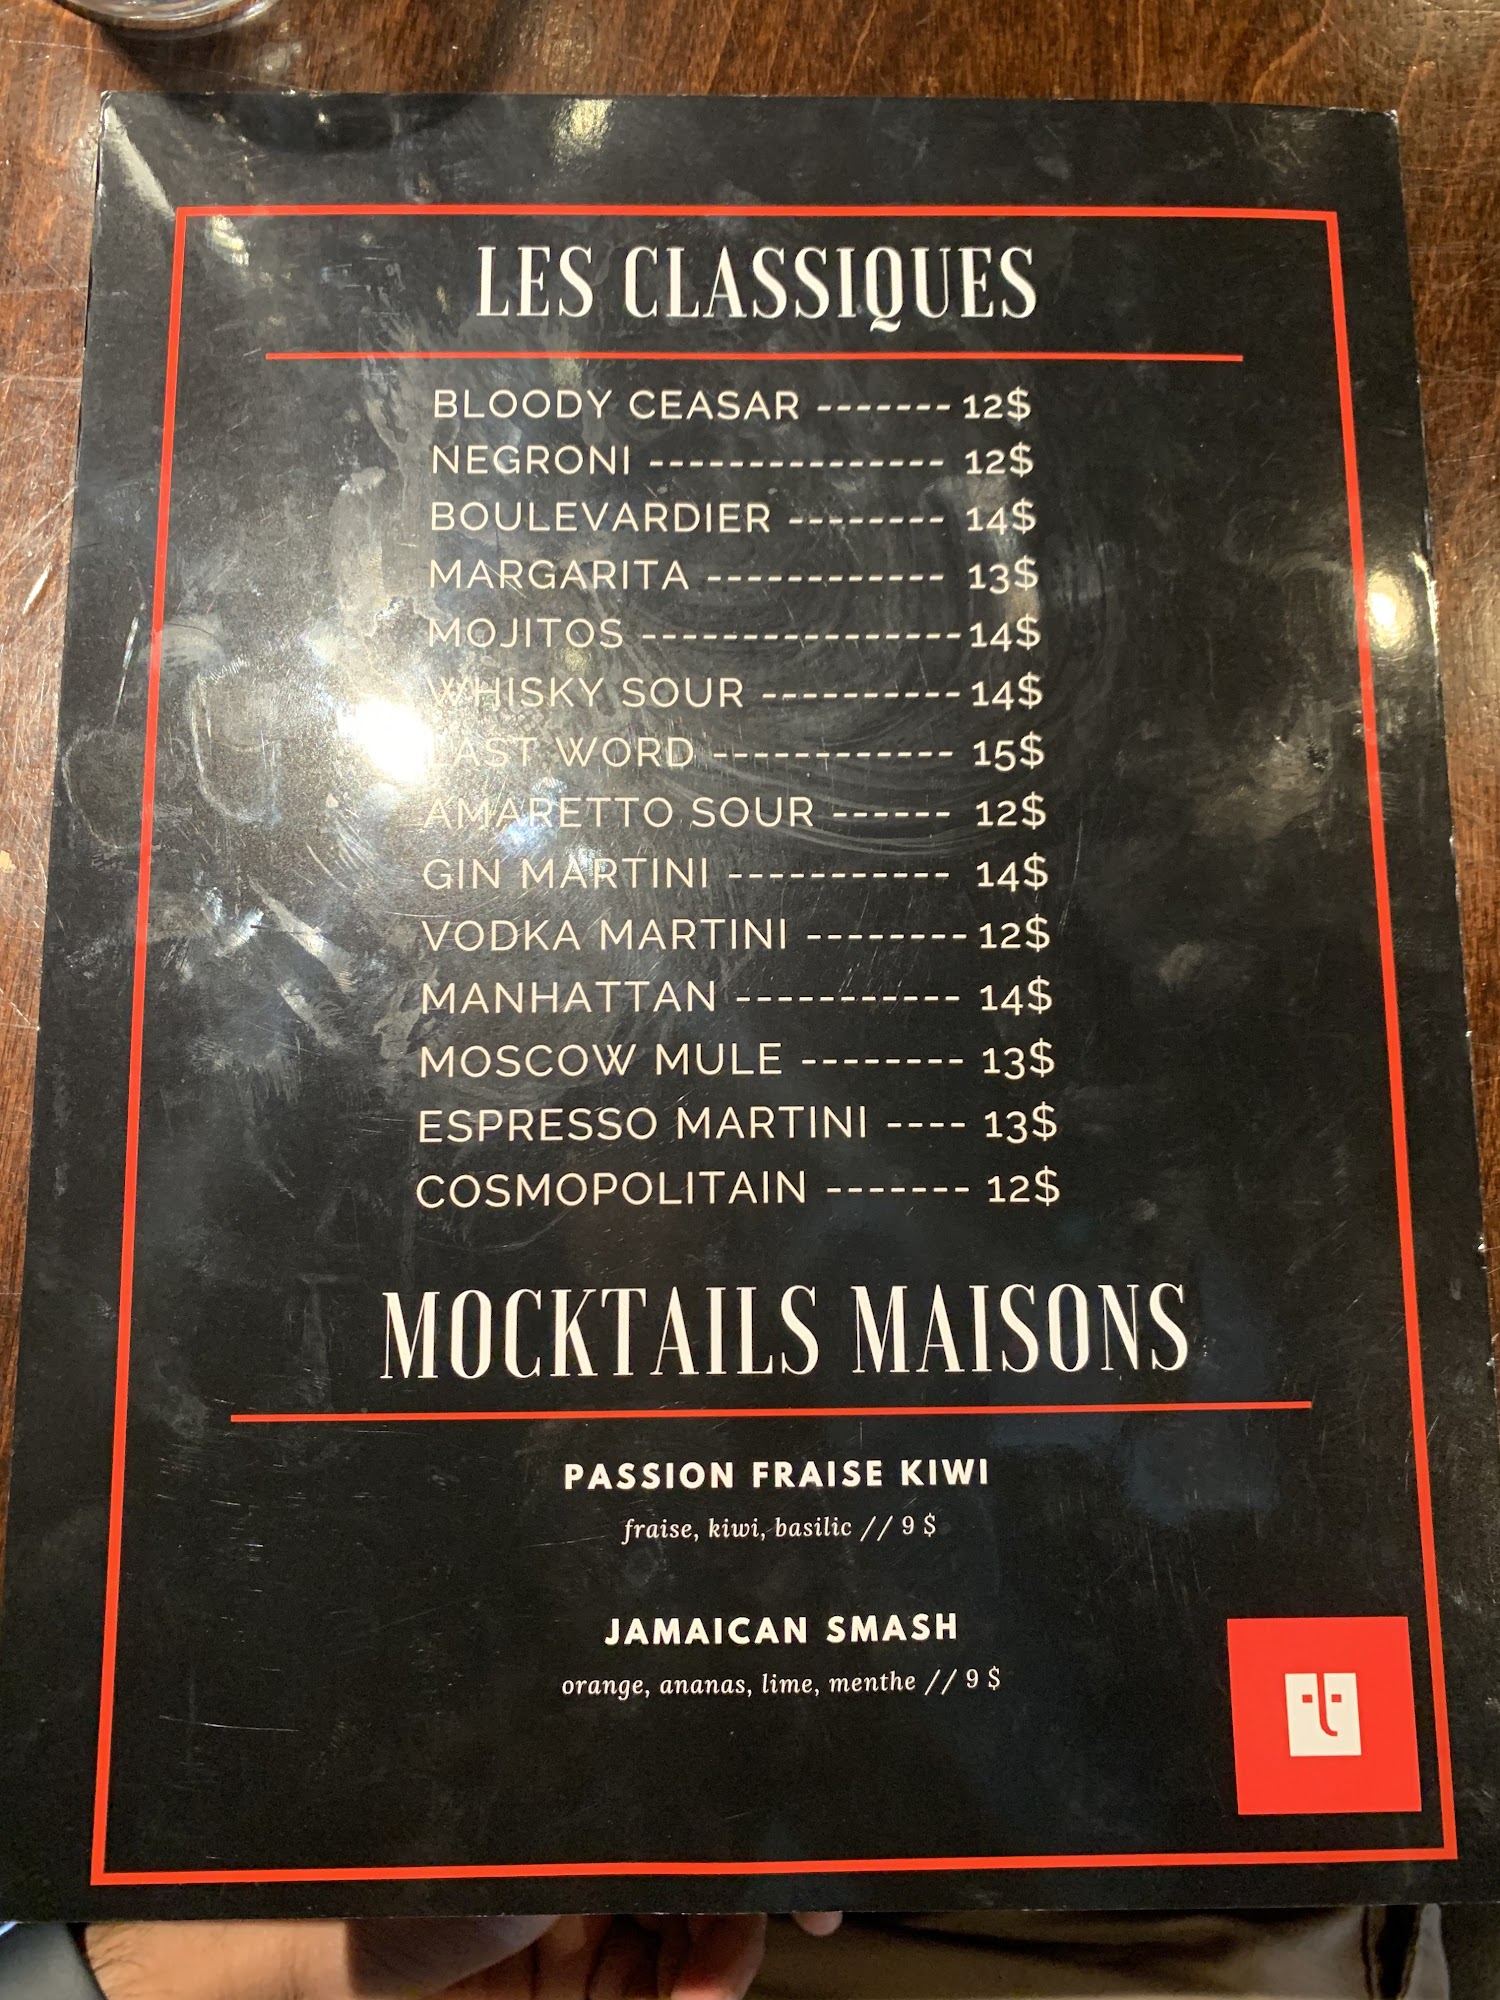 LES CLASSIQUES
BLOODY CEASAR ------- 12$
NEGRONI --------------- 12$
BOULEVARDIER -------- 14$
MARGARITA ------------ 13$
MOJITOS ---------------- 14$
WHISKY SOUR ---------- 14$
LAST WORD ------------ 15$
AMARETTO SOUR ------ 12$
GIN MARTINI ----------- 14$
VODKA MARTINI -------- 12$
MANHATTAN ----------- 14$
MOSCOW MULE -------- 13$
ESPRESSO MARTINI ---- 13$
COSMOPOLITAIN ------- 12$
MOCKTAILS MAISONS
PASSION FRAISE KIWI
fraise, kiwi, basilic // 9 $
JAMAICAN SMASH
orange, ananas, lime, menthe // 9 $